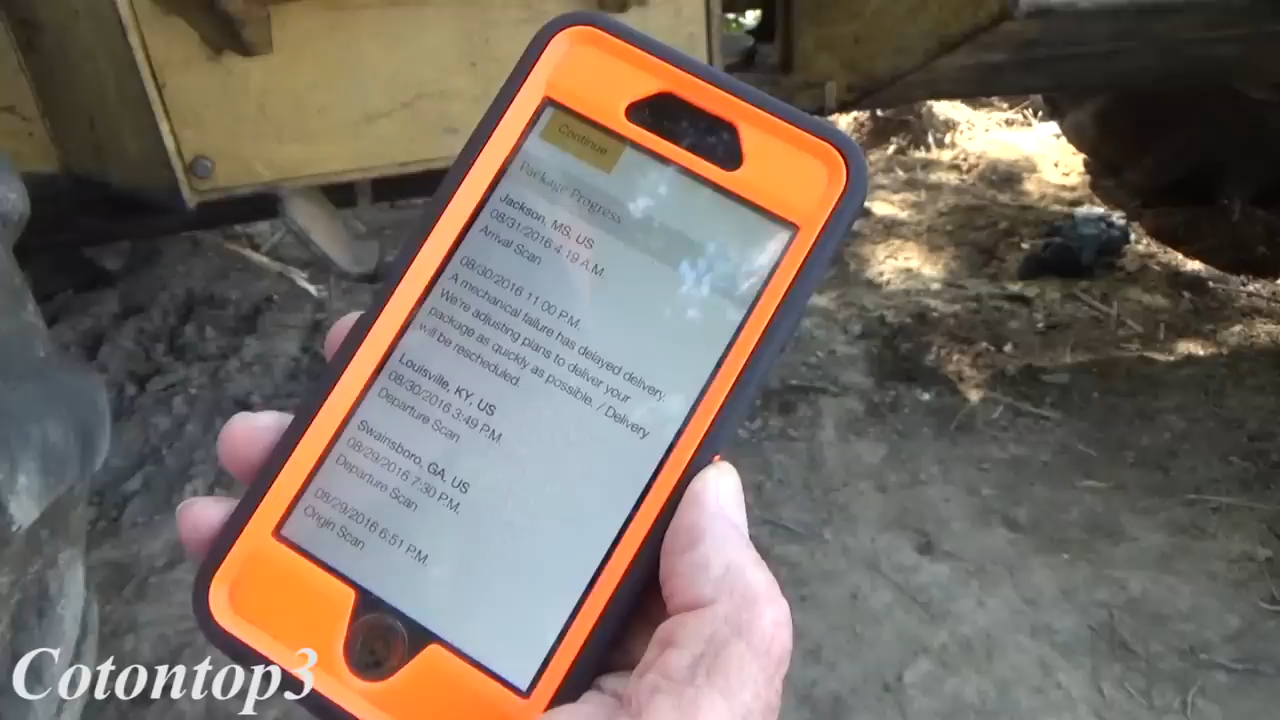 Continue
Package Progress
Jackson, MS, US
08/31/2016 4:19 A.M.
Arrival Scan
08/30/2016 11:00 P.M.
A mechanical failure has delayed delivery.
We're adjusting plans to deliver your
package as quickly as possible. / Delivery
will be rescheduled.
Louisville, KY, US
08/30/2016 3:49 P.M.
Departure Scan
Swainsboro, GA, US
08/29/2016 7:30 P.M.
Departure Scan
08/29/2016 6:51 P.M.
Origin Scan
Cotontop3